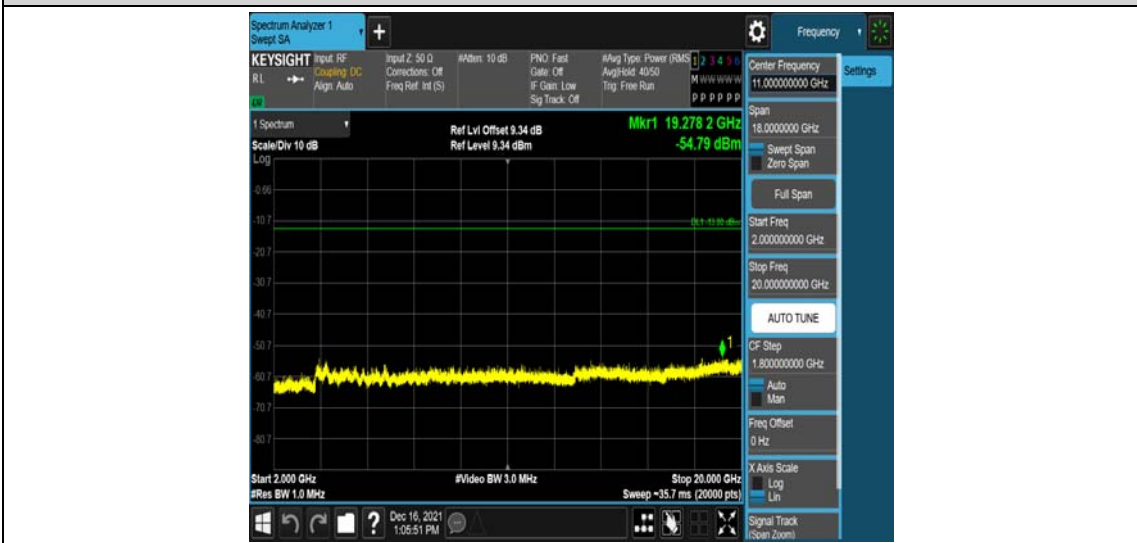 Spectrum Analyzer 1
Swept SA
+
Frequency
KEYSIGHT
RL
Input: RF
Coupling: DC
Align: Auto
Input Z: 50 Ω
Corrections: Off
Freq Ref: Int (S)
#Atten: 10 dB
PNO: Fast
Gate: Off
IF Gain: Low
Sig Track: Off
#Avg Type: Power (RMS
Avg|Hold: 40/50
Trig: Free Run
1 2 3 4 5 6
M W W W W W
P P P P P P
1 Spectrum
Scale/Div 10 dB
Log
Ref Lvl Offset 9.34 dB
Ref Level 9.34 dBm
Mkr1 19.278 2 GHz
-54.79 dBm
-0.66
-10.7
DL1 -13.00 dBm
-20.7
-30.7
-40.7
-50.7
1
-60.7
-70.7
-80.7
Start 2.000 GHz
#Res BW 1.0 MHz
#Video BW 3.0 MHz
Stop 20.000 GHz
Sweep ~35.7 ms (20000 pts)
?
Dec 16, 2021
1:05:51 PM
Center Frequency
11.000000000 GHz
Settings
Span
18.0000000 GHz
Swept Span
Zero Span
Full Span
Start Freq
2.000000000 GHz
Stop Freq
20.000000000 GHz
AUTO TUNE
CF Step
1.800000000 GHz
Auto
Man
Freq Offset
0 Hz
X Axis Scale
Log
Lin
Signal Track
(Span Zoom)